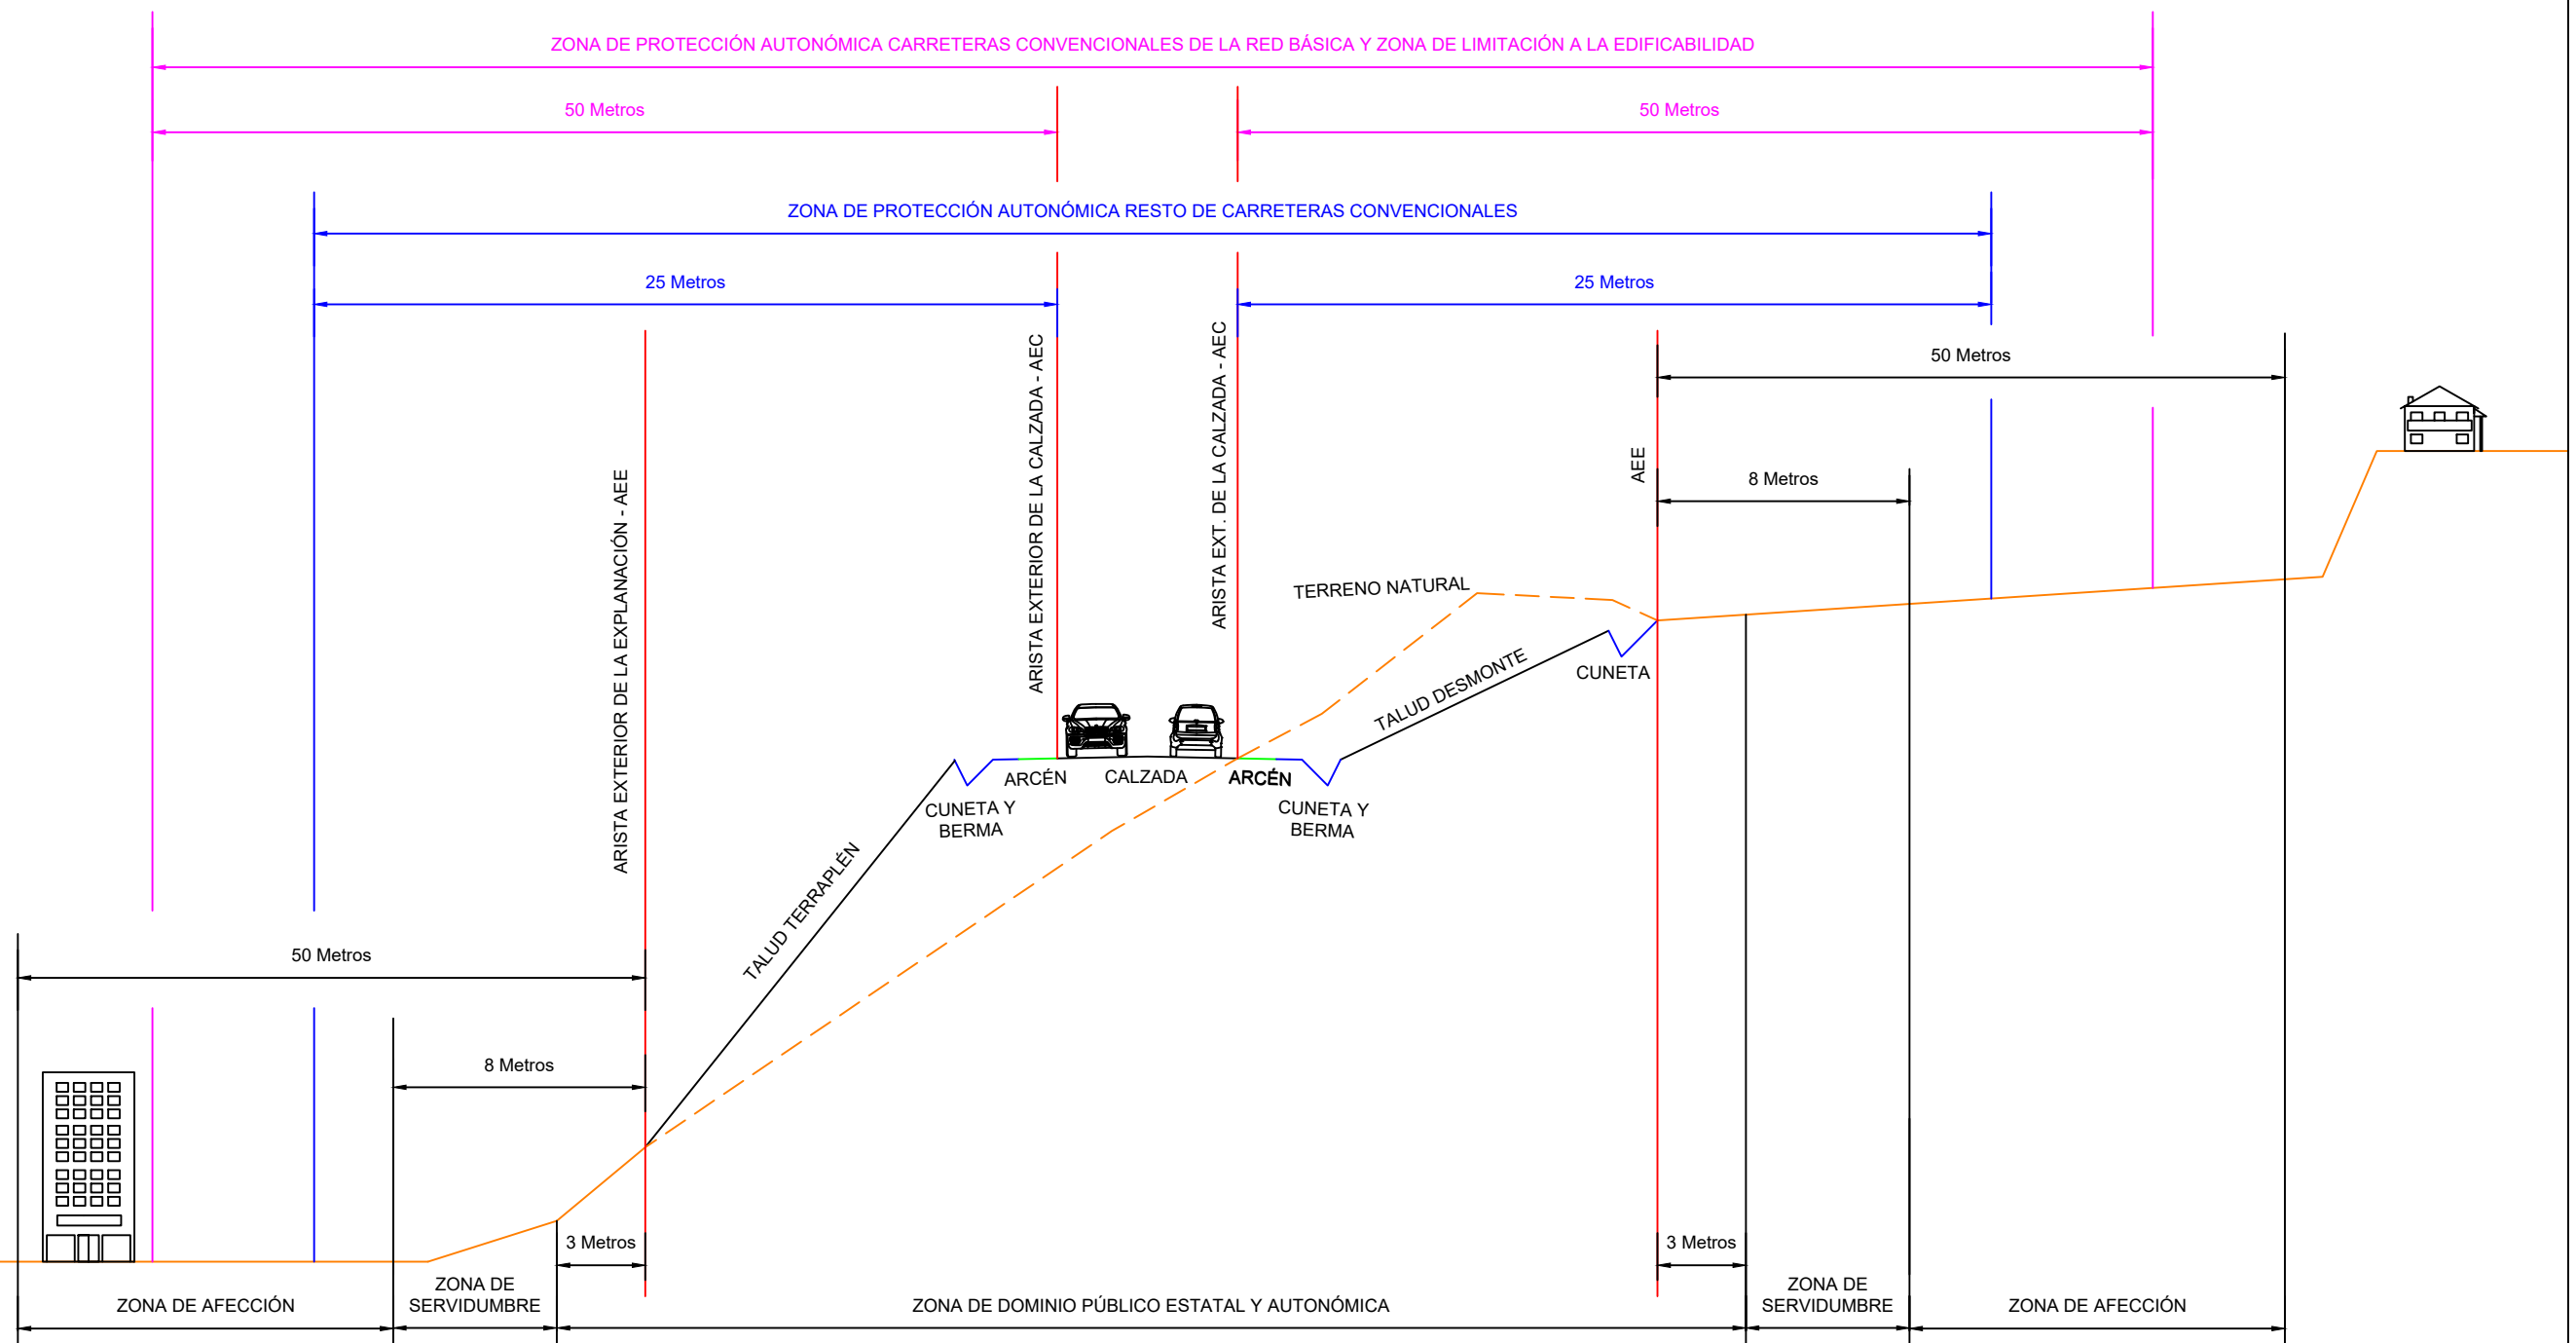 ZONA DE PROTECCIÓN AUTONÓMICA CARRETERAS CONVENCIONALES DE LA RED BÁSICA Y ZONA DE LIMITACIÓN A LA EDIFICABILIDAD
50 Metros
50 Metros
ZONA DE PROTECCIÓN AUTONÓMICA RESTO DE CARRETERAS CONVENCIONALES
25 Metros
25 Metros
ARISTA EXTERIOR DE LA EXPLANACIÓN - AEE
ARISTA EXTERIOR DE LA CALZADA - AEC
ARISTA EXT. DE LA CALZADA - AEC
AEE
50 Metros
8 Metros
TERRENO NATURAL
TALUD DESMONTE
CUNETA
ARCÉN
CALZADA
ARCÉN
CUNETA Y
BERMA
CUNETA Y
BERMA
TALUD TERRAPLÉN
50 Metros
8 Metros
3 Metros
3 Metros
ZONA DE AFECCIÓN
ZONA DE
SERVIDUMBRE
ZONA DE DOMINIO PÚBLICO ESTATAL Y AUTONÓMICA
ZONA DE
SERVIDUMBRE
ZONA DE AFECCIÓN